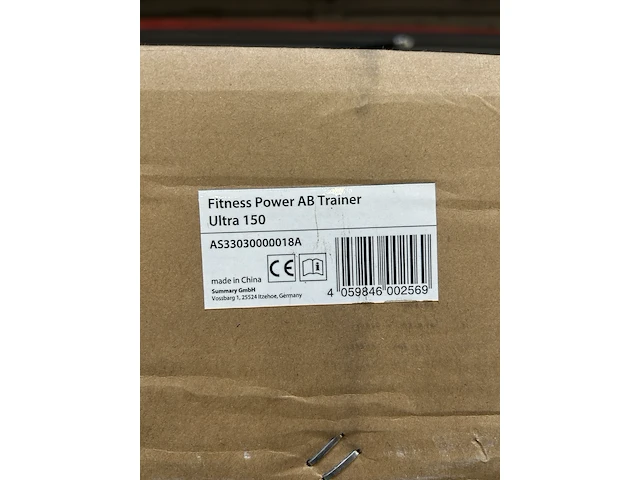 Fitness Power AB Trainer
Ultra 150
AS33030000018A
CE
i
made in China
Summary GmbH
Vossbarg 1, 25524 Itzehoe, Germany
4 059846 002569